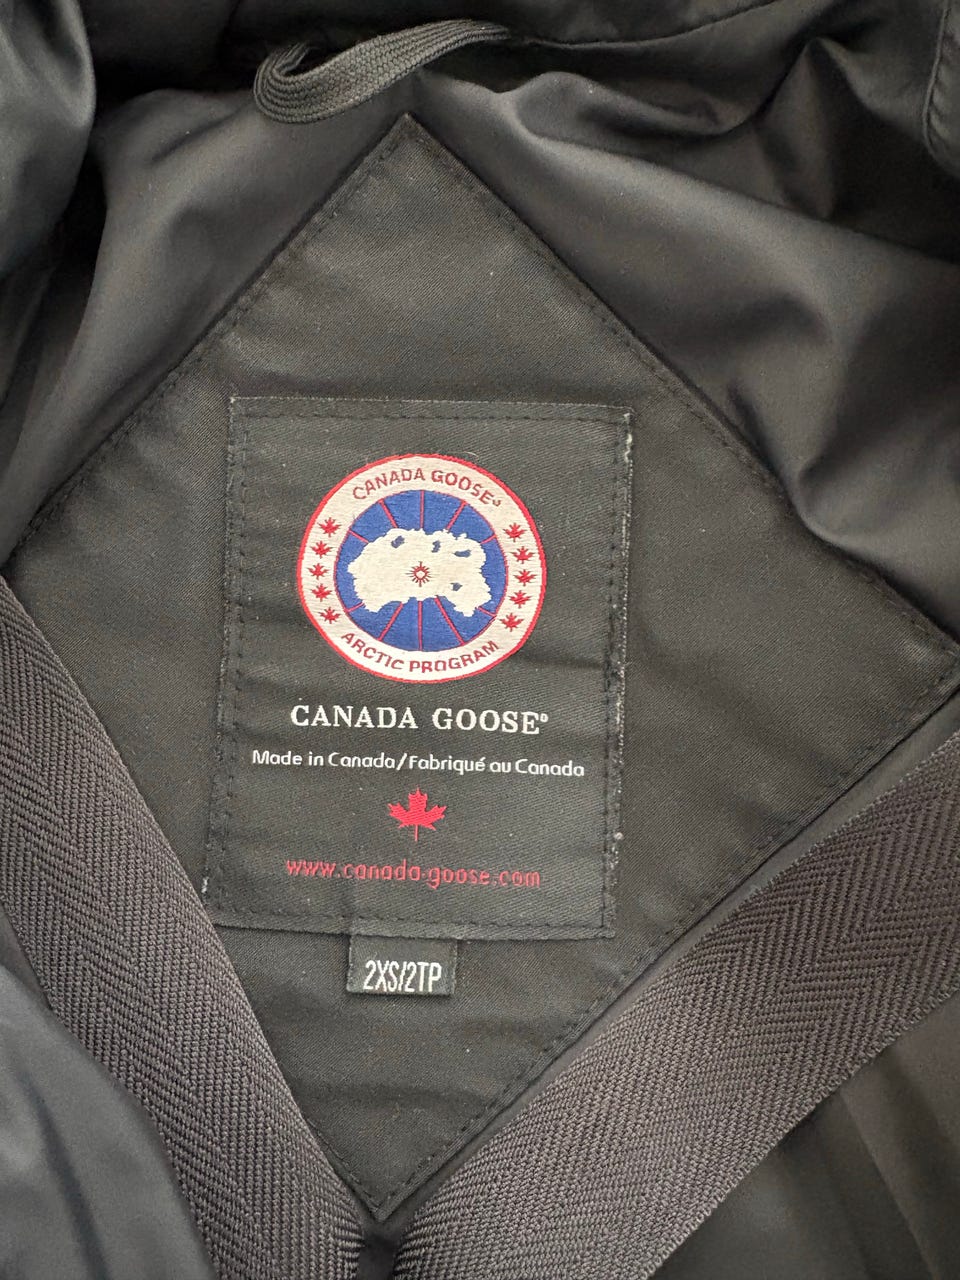 CANADA GOOSE®
ARCTIC PROGRAM
CANADA GOOSE®
Made in Canada/Fabriqué au Canada
www.canada-goose.com
2XS/2TP